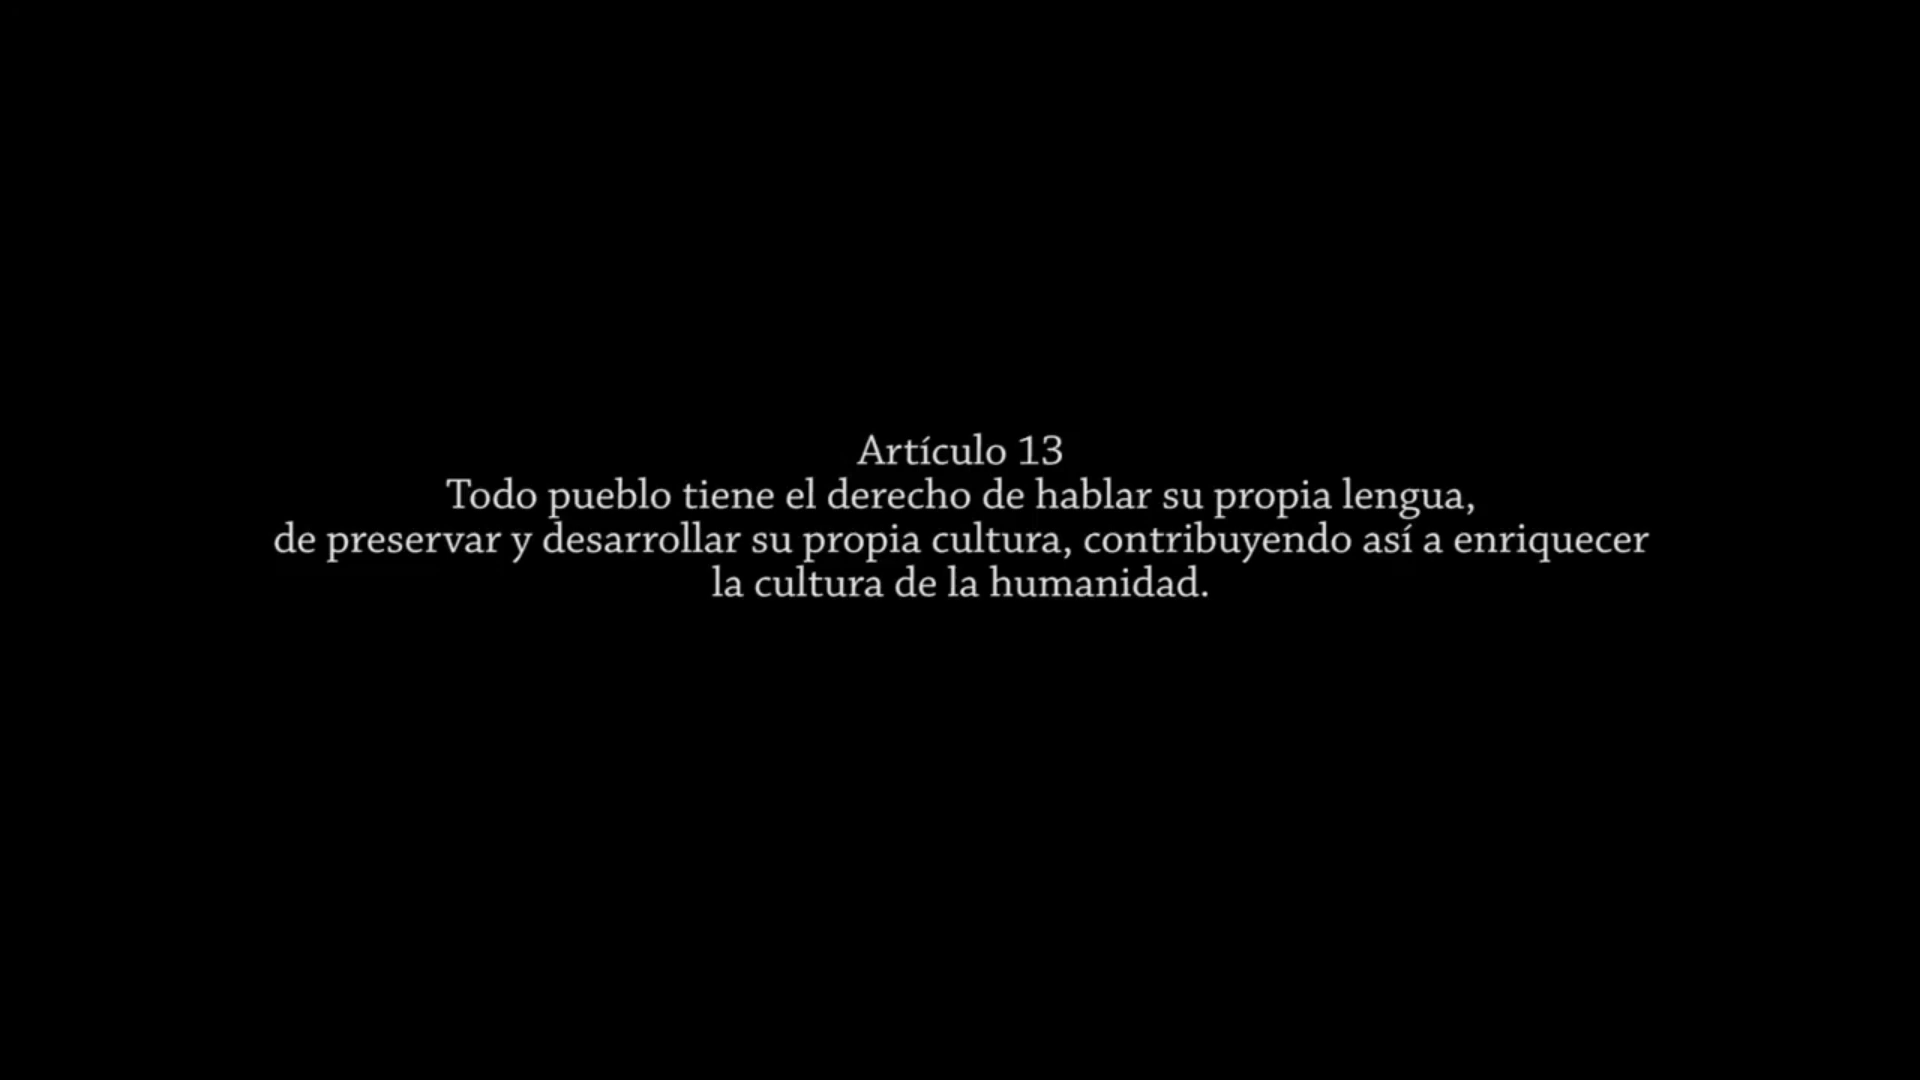 Artículo 13
Todo pueblo tiene el derecho de hablar su propia lengua,
de preservar y desarrollar su propia cultura, contribuyendo así a enriquecer
la cultura de la humanidad.